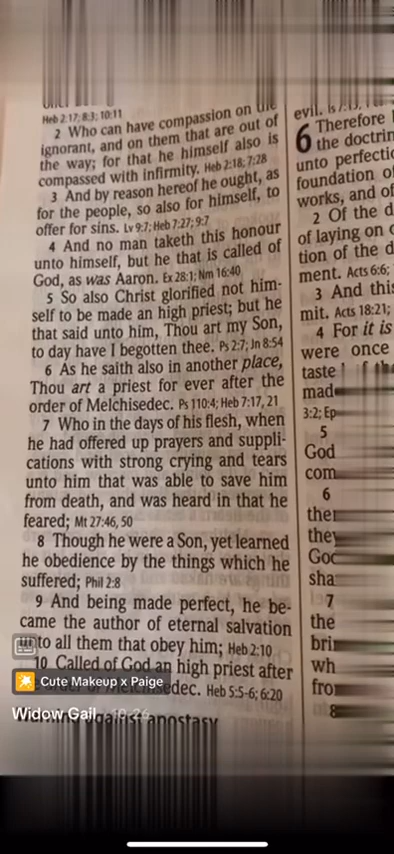 Heb 2:17; 8:3; 10:11
2 Who can have compassion on the
ignorant, and on them that are out of
the way; for that he himself also is
compassed with infirmity. Heb 2:18; 7:28
3 And by reason hereof he ought, as
for the people, so also for himself, to
offer for sins. Lv 9:7; Heb 7:27; 9:7
4 And no man taketh this honour
unto himself, but he that is called of
God, as was Aaron. Ex 28:1; Nm 16:40
5 So also Christ glorified not him-
self to be made an high priest; but he
that said unto him, Thou art my Son,
to day have I begotten thee. Ps 2:7; Jn 8:54
6 As he saith also in another place,
Thou art a priest for ever after the
order of Melchisedec. Ps 110:4; Heb 7:17, 21
7 Who in the days of his flesh, when
he had offered up prayers and suppli-
cations with strong crying and tears
unto him that was able to save him
from death, and was heard in that he
feared; Mt 27:46, 50
8 Though he were a Son, yet learned
he obedience by the things which he
suffered; Phil 2:8
9 And being made perfect, he be-
came the author of eternal salvation
to all them that obey him; Heb 2:10
10 Called of God an high priest after
Melchisedec. Heb 5:5-6; 6:20
against apostasy
evil.
6 Therefore
the doctrin
unto perfectio
foundation of
works, and of
2 Of the d
of laying on
tion of the d
ment. Acts 6:6;
3 And this
mit. Acts 18:21;
4 For it is
were once
taste
mad
3:2; Ep
5
God
com
6
the
they
God
sha
7
the
bri
wh
fro
8
Cute Makeup x Paige
Widow Gail